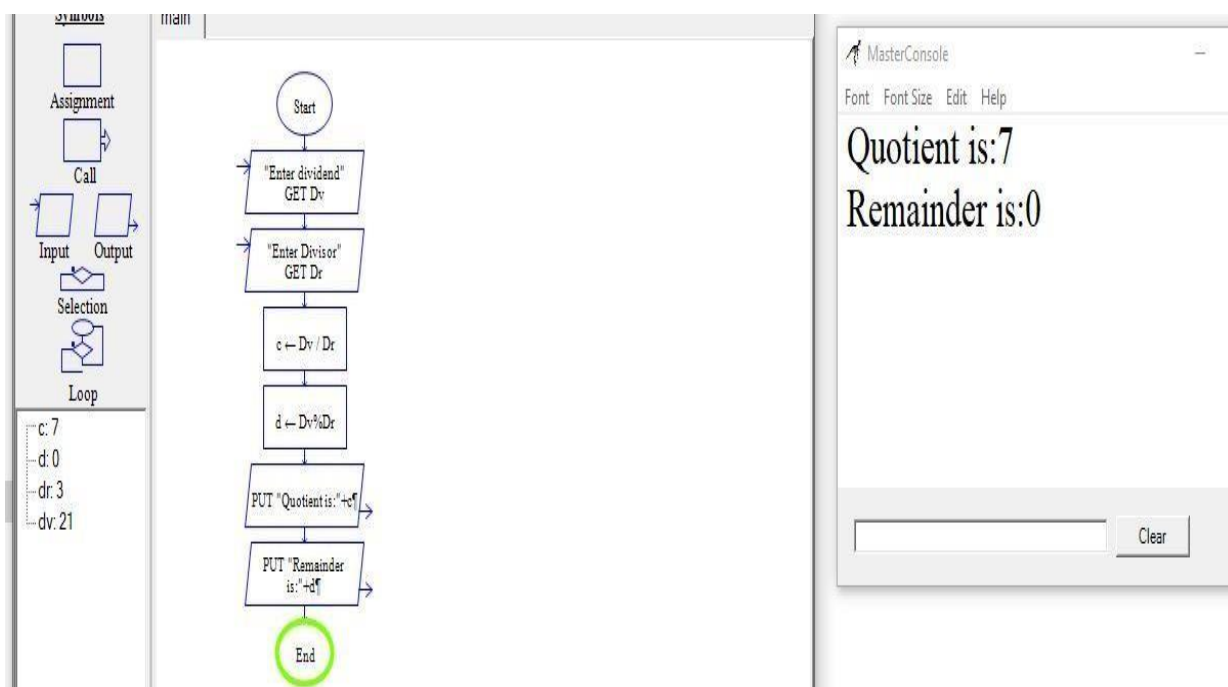 Symbols
main
Assignment
Call
Input Output
Selection
Loop
c: 7
d: 0
dr: 3
dv: 21
Start
"Enter dividend"
GET Dv
"Enter Divisor"
GET Dr
c ← Dv / Dr
d ← Dv%Dr
PUT "Quotient is:"+c¶
PUT "Remainder
is:"+d¶
End
MasterConsole
Font Font Size Edit Help
Quotient is:7
Remainder is:0
Clear